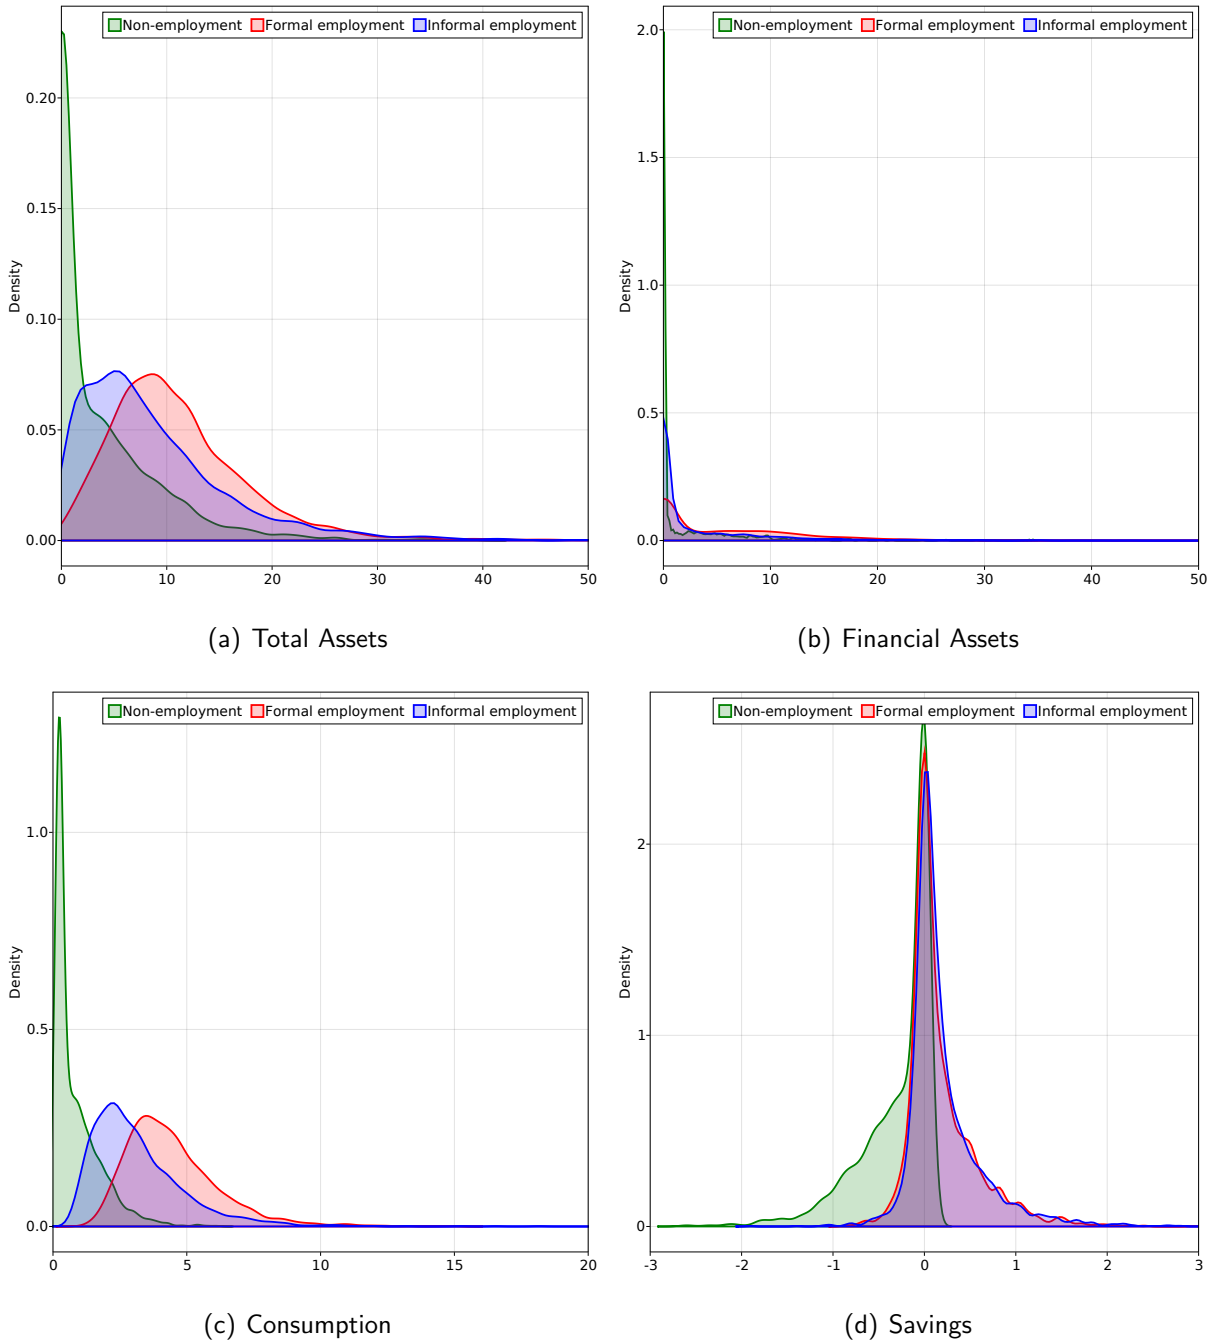 Non-employment Formal employment Informal employment
0.20
0.15
0.10
0.05
0.00
Density
0 10 20 30 40 50
(a) Total Assets
Non-employment Formal employment Informal employment
2.0
1.5
1.0
0.5
0.0
Density
0 10 20 30 40 50
(b) Financial Assets
Non-employment Formal employment Informal employment
1.0
0.5
0.0
Density
0 5 10 15 20
(c) Consumption
Non-employment Formal employment Informal employment
2
1
0
Density
-3 -2 -1 0 1 2 3
(d) Savings